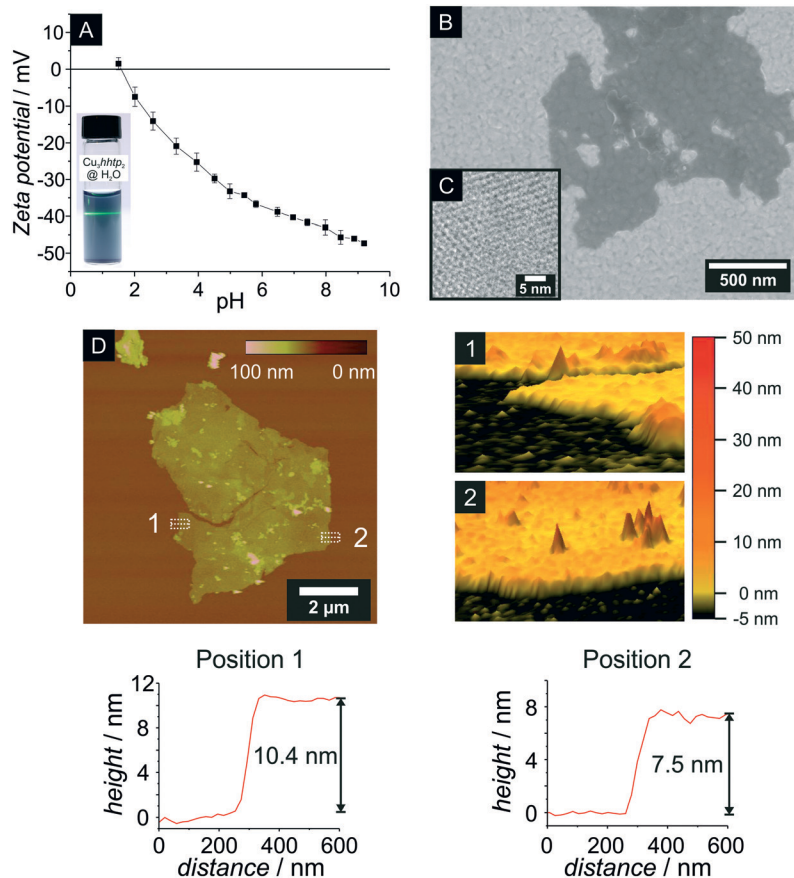 A
Zeta potential / mV
10
0
-10
-20
-30
-40
-50
Cu3hhtp2
@ H2O
0 2 4 6 8 10
pH
B
C
5 nm
500 nm
D
100 nm 0 nm
1
2
2 µm
1
2
50 nm
40 nm
30 nm
20 nm
10 nm
0 nm
-5 nm
Position 1
height / nm
12
8
4
0
10.4 nm
0 200 400 600
distance / nm
Position 2
height / nm
8
4
0
7.5 nm
0 200 400 600
distance / nm